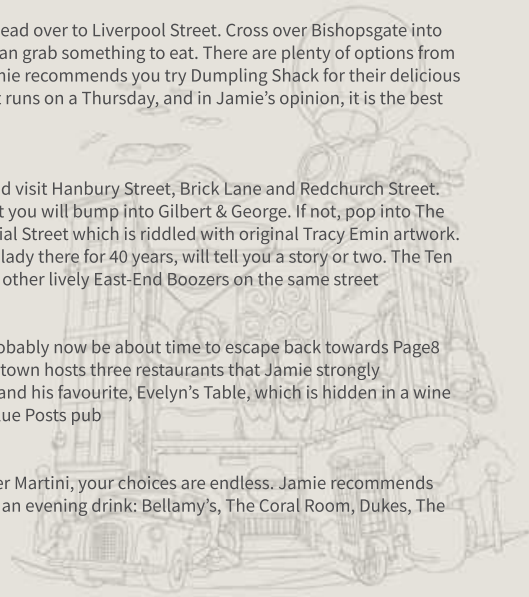 ead over to Liverpool Street. Cross over Bishopsgate into
an grab something to eat. There are plenty of options from
nie recommends you try Dumpling Shack for their delicious
t runs on a Thursday, and in Jamie's opinion, it is the best
d visit Hanbury Street, Brick Lane and Redchurch Street.
t you will bump into Gilbert & George. If not, pop into The
ial Street which is riddled with original Tracy Emin artwork.
lady there for 40 years, will tell you a story or two. The Ten
other lively East-End Boozers on the same street
obably now be about time to escape back towards Page8
town hosts three restaurants that Jamie strongly
and his favourite, Evelyn's Table, which is hidden in a wine
lue Posts pub
er Martini, your choices are endless. Jamie recommends
an evening drink: Bellamy's, The Coral Room, Dukes, The